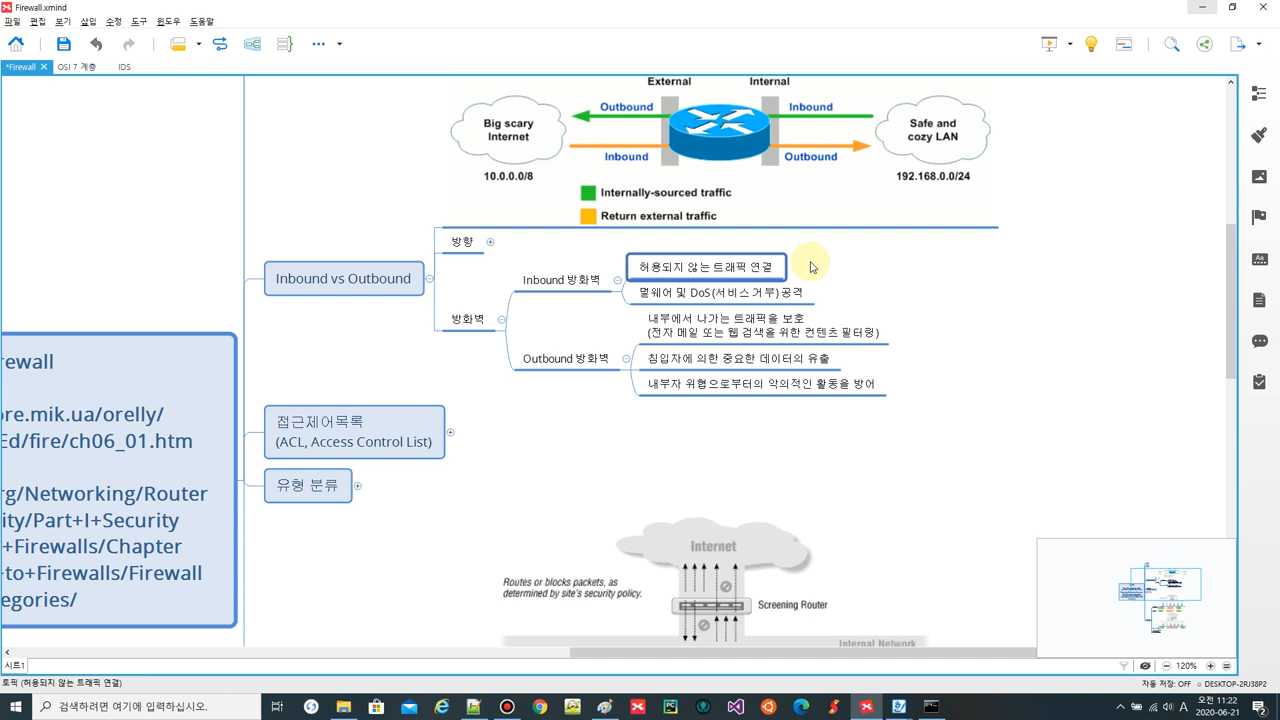 Firewall.xmind
파일 편집 보기 삽입 수정 도구 윈도우 도움말
*Firewall OSI 7 계층 IDS
External Internal
Outbound Inbound
Big scary
Internet
Safe and
cozy LAN
Inbound Outbound
10.0.0.0/8 192.168.0.0/24
Internally-sourced traffic
Return external traffic
방향
Inbound vs Outbound
방화벽
Inbound 방화벽
허용되지 않는 트래픽 연결
멀웨어 및 DoS(서비스 거부) 공격
Outbound 방화벽
내부에서 나가는 트래픽을 보호
(전자 메일 또는 웹 검색을 위한 컨텐츠 필터링)
침입자에 의한 중요한 데이터의 유출
내부자 위협으로부터의 악의적인 활동을 방어
rewall
ore.mik.ua/orelly/
Ed/fire/ch06_01.htm
rg/Networking/Router
ity/Part+I+Security
+Firewalls/Chapter
-to+Firewalls/Firewall
egories/
접근제어목록
(ACL, Access Control List)
유형 분류
Internet
Routes or blocks packets, as
determined by site's security policy.
Screening Router
Internal Network
시트1
120%
토픽 (허용되지 않는 트래픽 연결)
자동 저장: OFF DESKTOP-2RJ38P2
검색하려면 여기에 입력하십시오.
A
오전 11:22
2020-06-21
2